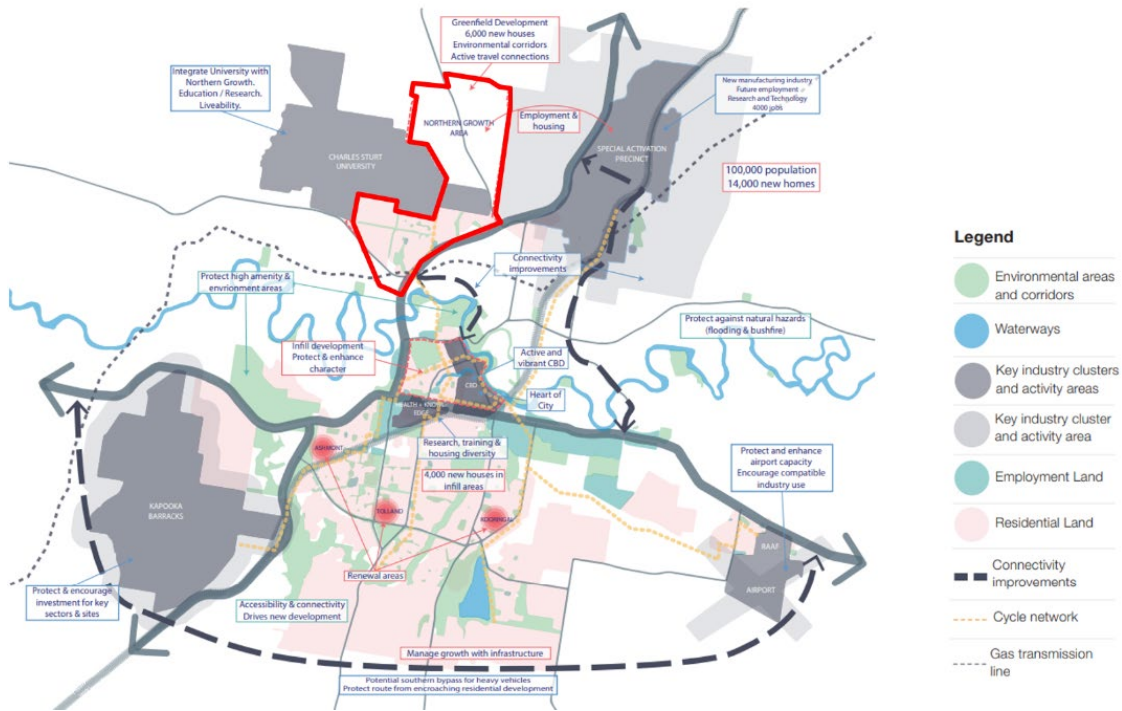 Greenfield Development
6,000 new houses
Environmental corridors
Active travel connections
Integrate University with
Northern Growth.
Education / Research.
Liveability.
New manufacturing industry
Future employment
Research and Technology
4000 jobs
NORTHERN GROWTH
AREA
Employment &
housing
SPECIAL ACTIVATION
PRECINCT
CHARLES STURT
UNIVERSITY
100,000 population
14,000 new homes
Connectivity
improvements
Protect high amenity &
envrionment areas
Protect against natural hazards
(flooding & bushfire)
Infill development
Protect & enhance
character
Active and
vibrant CBD
CBD
Heart of
City
HEALTH + KNOWLEDGE
EDGE
Research, training &
housing diversity
ASHMONT
4,000 new houses in
infill areas
TOLLAND
KOORINGAL
Protect and enhance
airport capacity
Encourage compatible
industry use
KAPOOKA
BARRACKS
RAAF
AIRPORT
Renewal areas
Protect & encourage
investment for key
sectors & sites
Accessibility & connectivity
Drives new development
Manage growth with infrastructure
Potential southern bypass for heavy vehicles
Protect route from encroaching residential development
Legend
Environmental areas
and corridors
Waterways
Key industry clusters
and activity areas
Key industry cluster
and activity area
Employment Land
Residential Land
Connectivity
improvements
Cycle network
Gas transmission
line